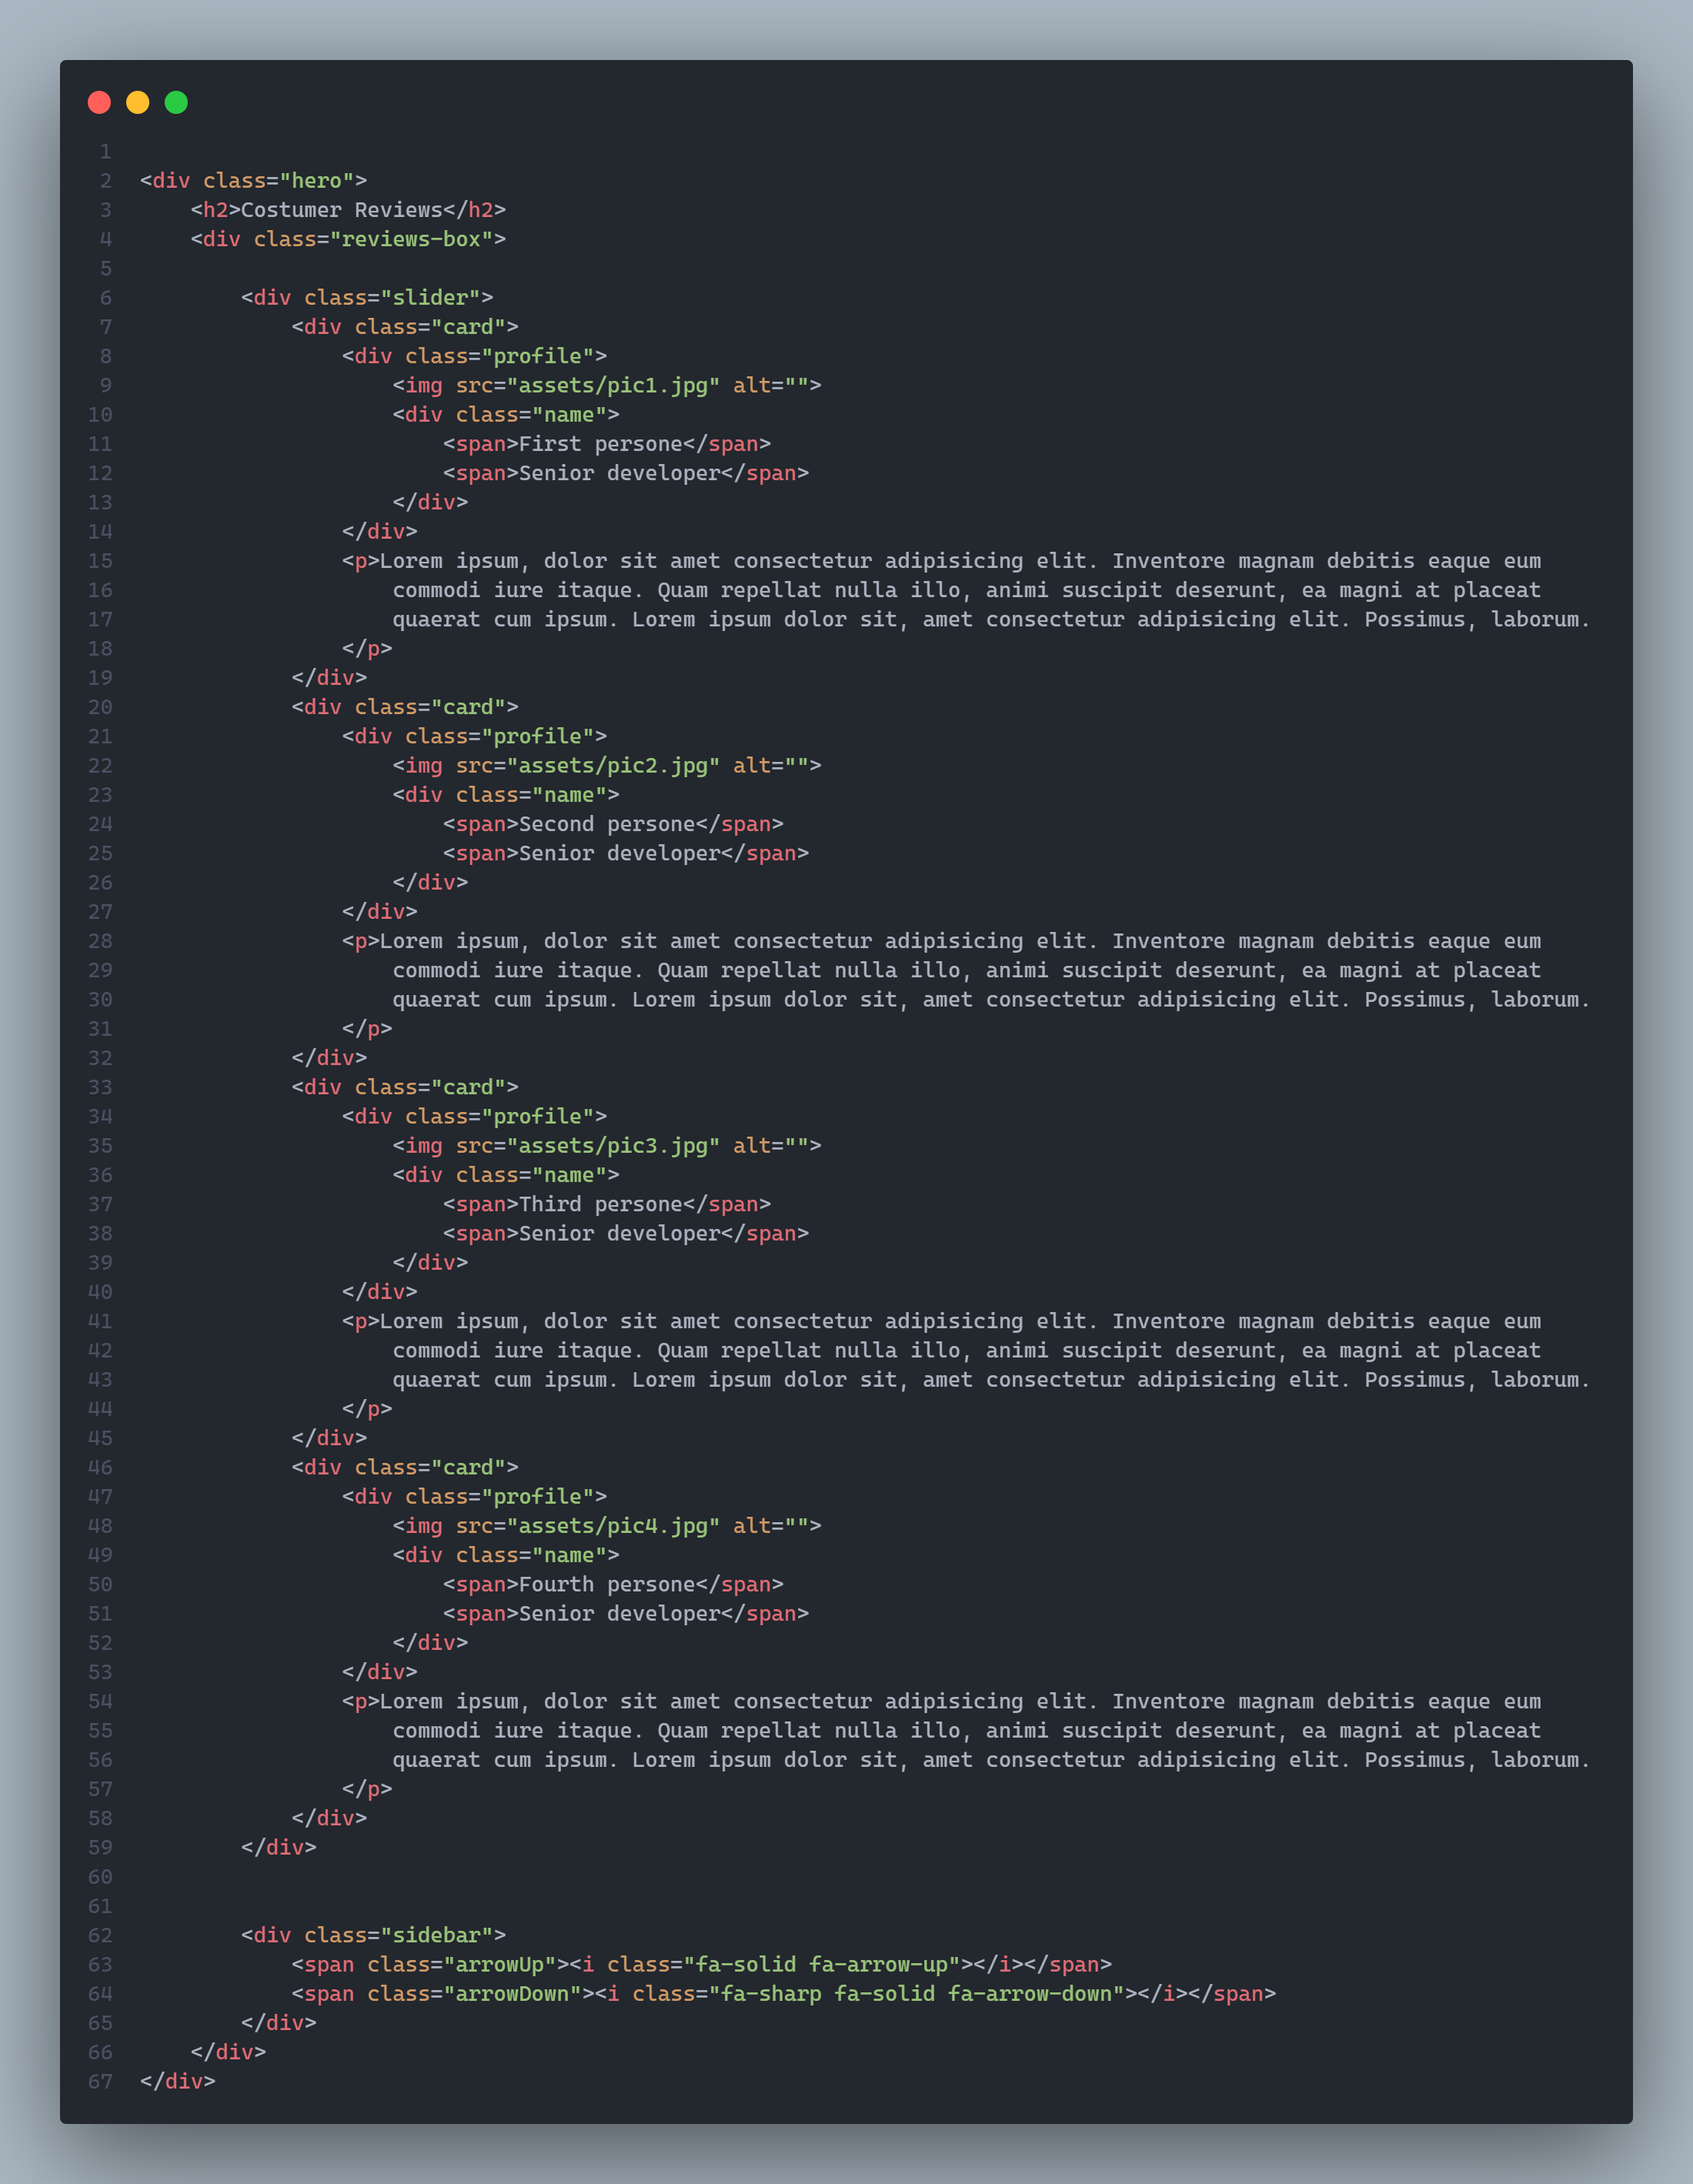 1
2 <div class="hero">
3     <h2>Costumer Reviews</h2>
4     <div class="reviews-box">
5
6         <div class="slider">
7             <div class="card">
8                 <div class="profile">
9                     <img src="assets/pic1.jpg" alt="">
10                     <div class="name">
11                         <span>First persone</span>
12                         <span>Senior developer</span>
13                     </div>
14                 </div>
15                 <p>Lorem ipsum, dolor sit amet consectetur adipisicing elit. Inventore magnam debitis eaque eum
16                     commodi iure itaque. Quam repellat nulla illo, animi suscipit deserunt, ea magni at placeat
17                     quaerat cum ipsum. Lorem ipsum dolor sit, amet consectetur adipisicing elit. Possimus, laborum.
18                 </p>
19             </div>
20             <div class="card">
21                 <div class="profile">
22                     <img src="assets/pic2.jpg" alt="">
23                     <div class="name">
24                         <span>Second persone</span>
25                         <span>Senior developer</span>
26                     </div>
27                 </div>
28                 <p>Lorem ipsum, dolor sit amet consectetur adipisicing elit. Inventore magnam debitis eaque eum
29                     commodi iure itaque. Quam repellat nulla illo, animi suscipit deserunt, ea magni at placeat
30                     quaerat cum ipsum. Lorem ipsum dolor sit, amet consectetur adipisicing elit. Possimus, laborum.
31                 </p>
32             </div>
33             <div class="card">
34                 <div class="profile">
35                     <img src="assets/pic3.jpg" alt="">
36                     <div class="name">
37                         <span>Third persone</span>
38                         <span>Senior developer</span>
39                     </div>
40                 </div>
41                 <p>Lorem ipsum, dolor sit amet consectetur adipisicing elit. Inventore magnam debitis eaque eum
42                     commodi iure itaque. Quam repellat nulla illo, animi suscipit deserunt, ea magni at placeat
43                     quaerat cum ipsum. Lorem ipsum dolor sit, amet consectetur adipisicing elit. Possimus, laborum.
44                 </p>
45             </div>
46             <div class="card">
47                 <div class="profile">
48                     <img src="assets/pic4.jpg" alt="">
49                     <div class="name">
50                         <span>Fourth persone</span>
51                         <span>Senior developer</span>
52                     </div>
53                 </div>
54                 <p>Lorem ipsum, dolor sit amet consectetur adipisicing elit. Inventore magnam debitis eaque eum
55                     commodi iure itaque. Quam repellat nulla illo, animi suscipit deserunt, ea magni at placeat
56                     quaerat cum ipsum. Lorem ipsum dolor sit, amet consectetur adipisicing elit. Possimus, laborum.
57                 </p>
58             </div>
59         </div>
60
61
62         <div class="sidebar">
63             <span class="arrowUp"><i class="fa-solid fa-arrow-up"></i></span>
64             <span class="arrowDown"><i class="fa-sharp fa-solid fa-arrow-down"></i></span>
65         </div>
66     </div>
67 </div>